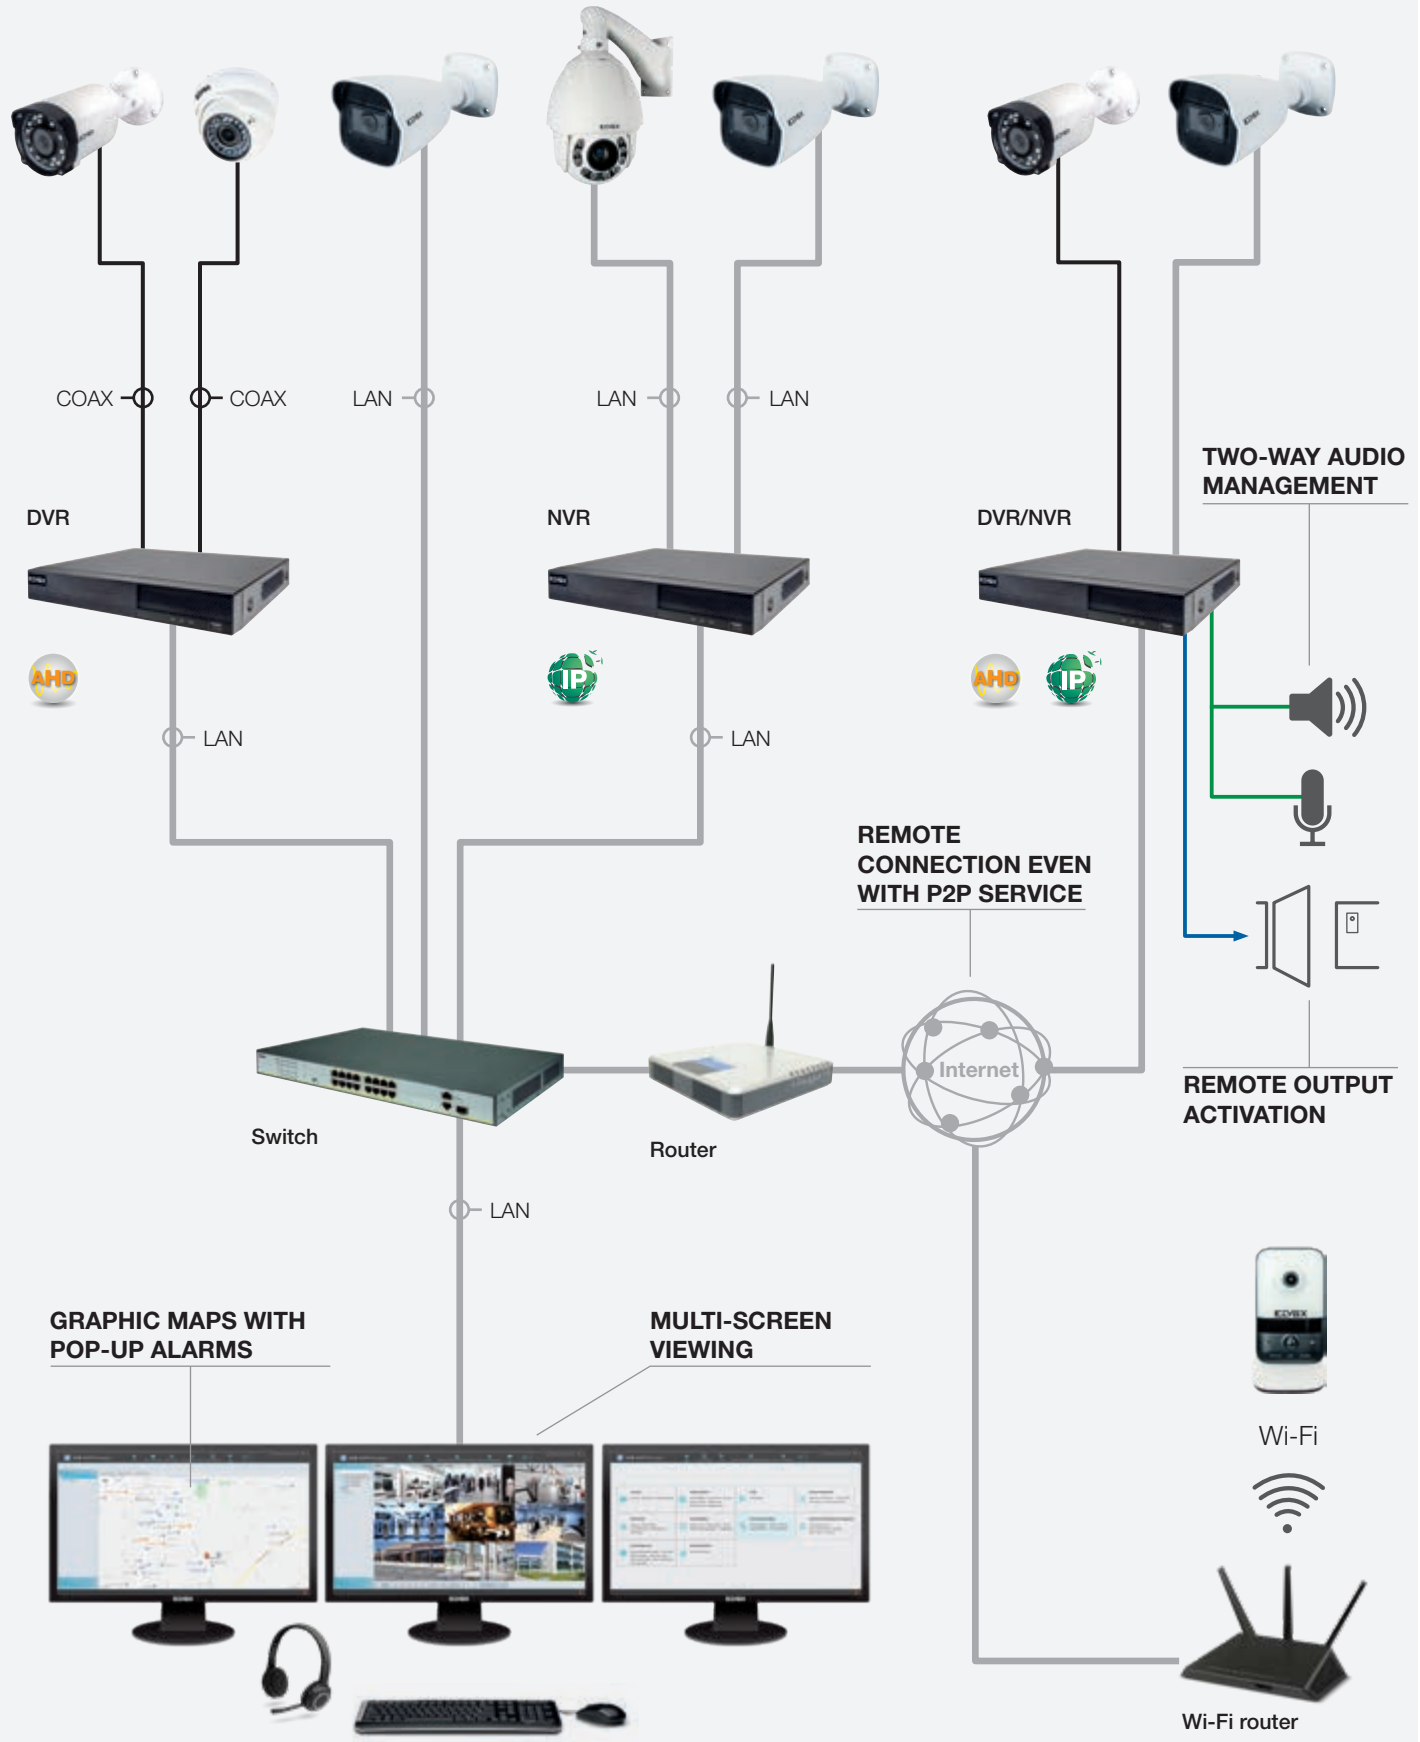 COAX
COAX
LAN
LAN
LAN
TWO-WAY AUDIO
MANAGEMENT
DVR
NVR
DVR/NVR
AHD
IP
AHD
IP
LAN
LAN
REMOTE
CONNECTION EVEN
WITH P2P SERVICE
Internet
REMOTE OUTPUT
ACTIVATION
Switch
Router
LAN
GRAPHIC MAPS WITH
POP-UP ALARMS
MULTI-SCREEN
VIEWING
ELVOX
Wi-Fi
Wi-Fi router